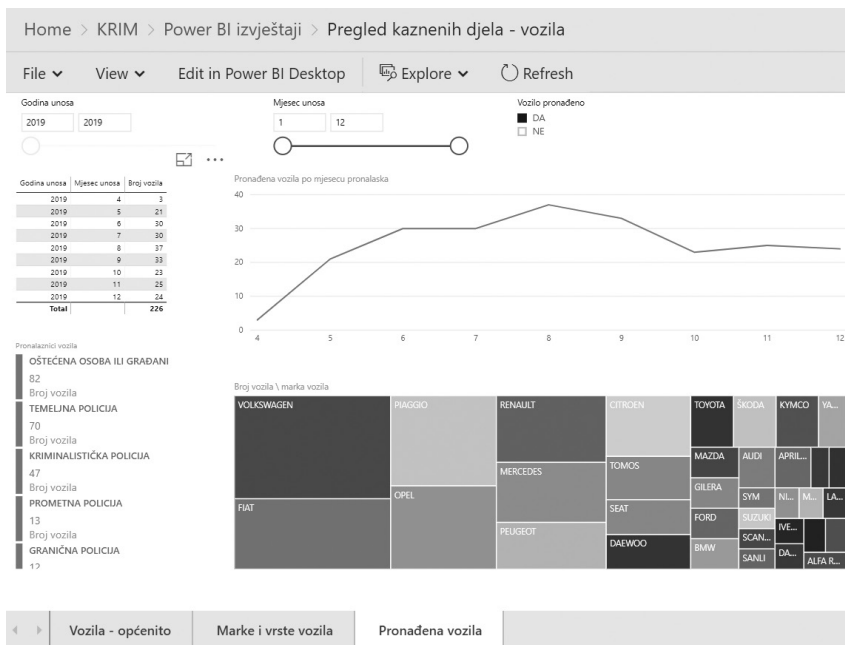 Home > KRIM > Power BI izvještaji > Pregled kaznenih djela - vozila
File View Edit in Power BI Desktop Explore Refresh
Godina unosa Mjesec unosa Vozilo pronađeno
2019 2019 1 12 DA
NE
Godina unosa Mjesec unosa Broj vozila
2019 4 3
2019 5 21
2019 6 30
2019 7 30
2019 8 37
2019 9 33
2019 10 23
2019 11 25
2019 12 24
Total 226
Pronađena vozila po mjesecu pronalaska
40
30
20
10
0
4 5 6 7 8 9 10 11 12
Pronalaznici vozila
OŠTEĆENA OSOBA ILI GRAĐANI
82
Broj vozila
TEMELJNA POLICIJA
70
Broj vozila
KRIMINALISTIČKA POLICIJA
47
Broj vozila
PROMETNA POLICIJA
13
Broj vozila
GRANIČNA POLICIJA
12
Broj vozila \ marka vozila
VOLKSWAGEN PIAGGIO RENAULT CITROEN TOYOTA ŠKODA KYMCO YA...
MERCEDES TOMOS MAZDA AUDI APRIL...
FIAT OPEL SEAT GILERA SYM NI... M... LA...
PEUGEOT DAEWOO FORD SUZUKI IVE...
BMW SCAN... DA... ALFA R...
SANLI
Vozila - općenito Marke i vrste vozila Pronađena vozila